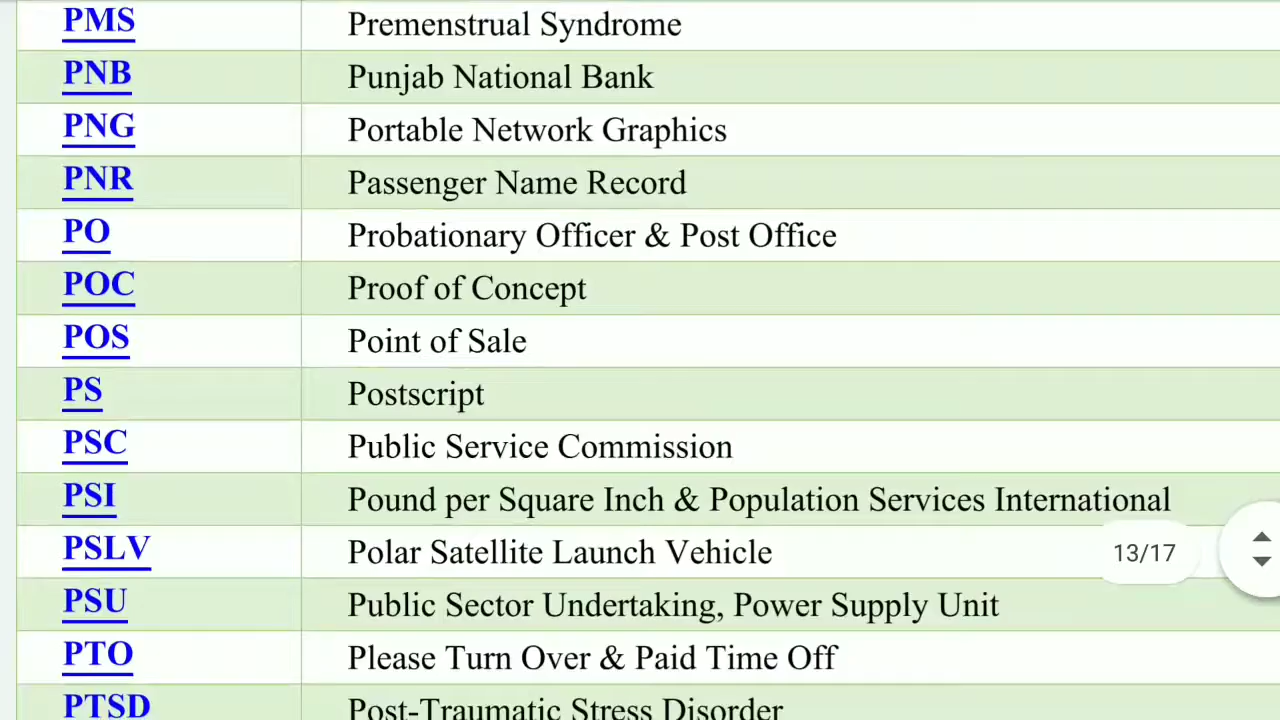 PMS Premenstrual Syndrome
PNB Punjab National Bank
PNG Portable Network Graphics
PNR Passenger Name Record
PO Probationary Officer & Post Office
POC Proof of Concept
POS Point of Sale
PS Postscript
PSC Public Service Commission
PSI Pound per Square Inch & Population Services International
PSLV Polar Satellite Launch Vehicle
13/17
PSU Public Sector Undertaking, Power Supply Unit
PTO Please Turn Over & Paid Time Off
PTSD Post-Traumatic Stress Disorder